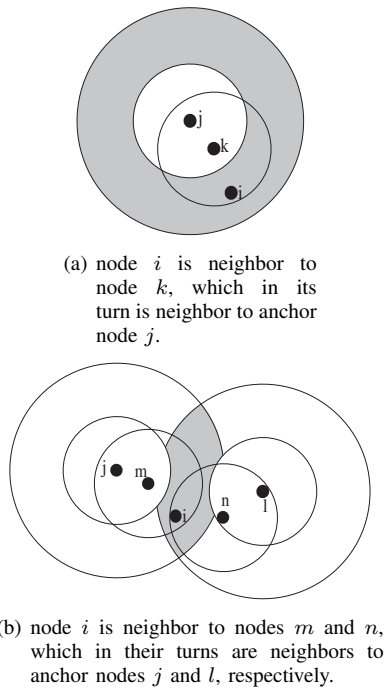 j
k
i
(a) node i is neighbor to
node k, which in its
turn is neighbor to anchor
node j.
j
m
i
n
l
b) node i is neighbor to nodes m and n,
which in their turns are neighbors to
anchor nodes j and l, respectively.